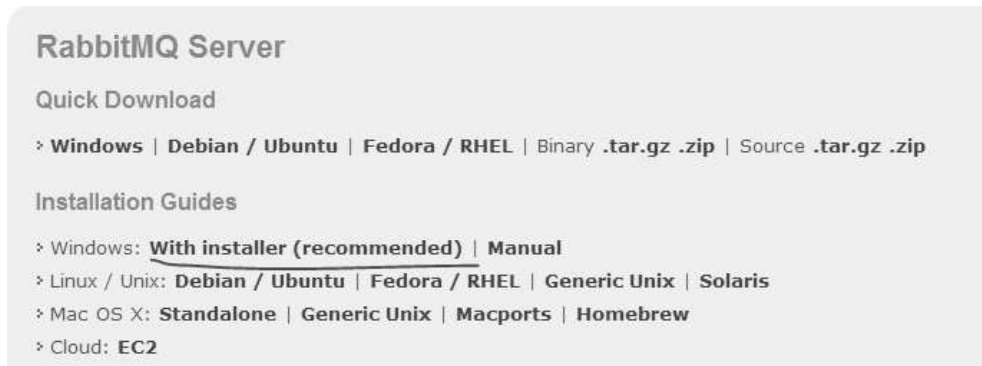 RabbitMQ Server
Quick Download
Windows | Debian / Ubuntu | Fedora / RHEL | Binary .tar.gz .zip | Source .tar.gz .zip
Installation Guides
Windows: With installer (recommended) | Manual
Linux / Unix: Debian / Ubuntu | Fedora / RHEL | Generic Unix | Solaris
Mac OS X: Standalone | Generic Unix | Macports | Homebrew
Cloud: EC2